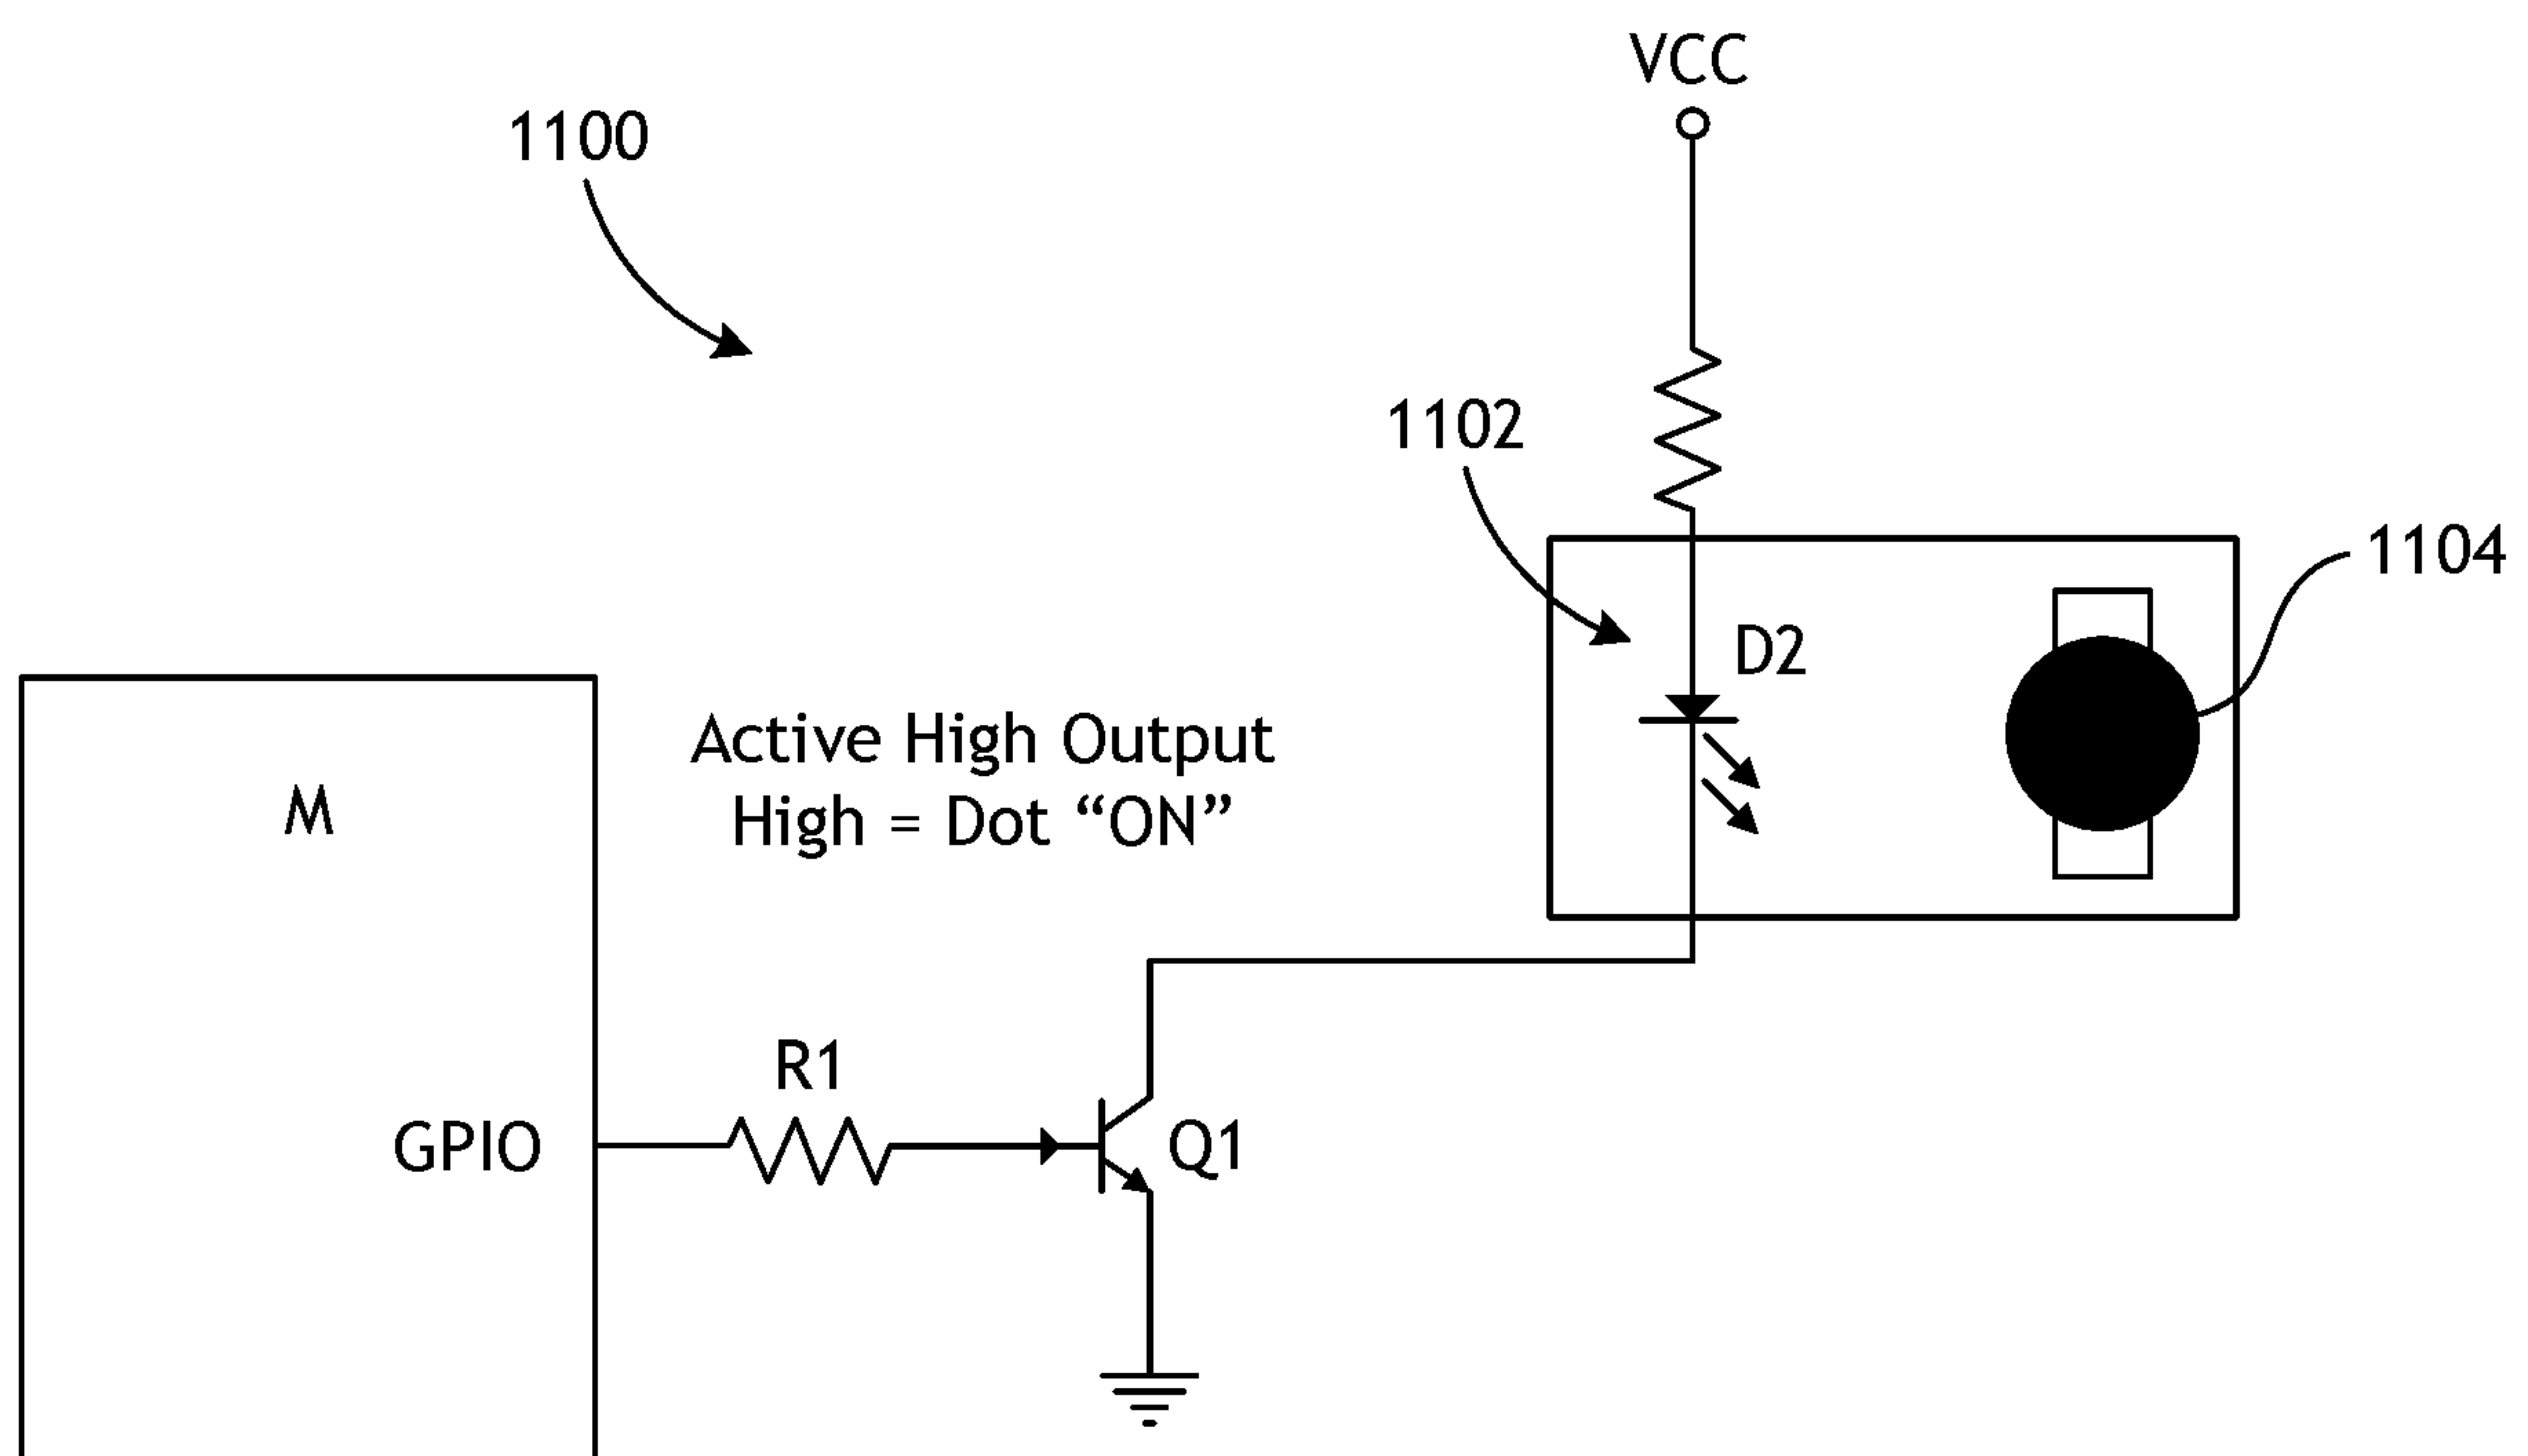 VCC
1100
1102
1104
D2
M
Active High Output
High = Dot “ON”
R1
GPIO
Q1